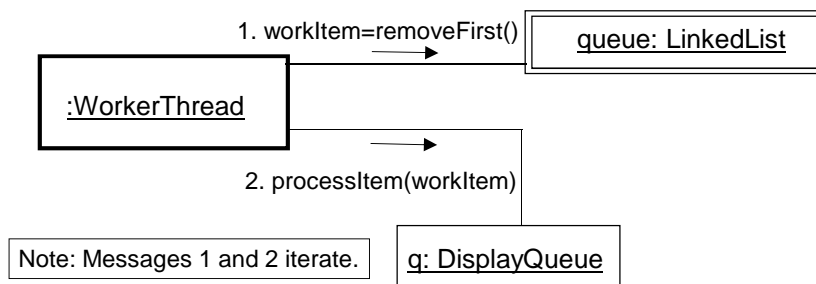 1. workItem=removeFirst()
queue: LinkedList
:WorkerThread
2. processItem(workItem)
Note: Messages 1 and 2 iterate.
q: DisplayQueue